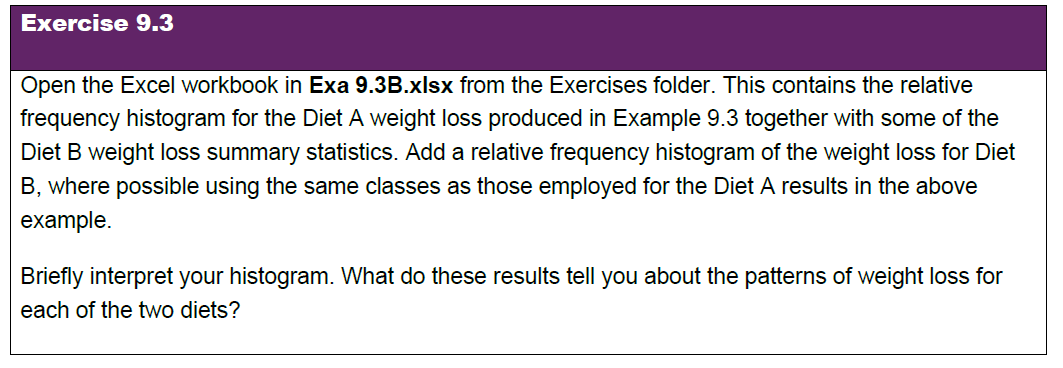 Exercise 9.3
Open the Excel workbook in Exa 9.3B.xlsx from the Exercises folder. This contains the relative
frequency histogram for the Diet A weight loss produced in Example 9.3 together with some of the
Diet B weight loss summary statistics. Add a relative frequency histogram of the weight loss for Diet
B, where possible using the same classes as those employed for the Diet A results in the above
example.
Briefly interpret your histogram. What do these results tell you about the patterns of weight loss for
each of the two diets?